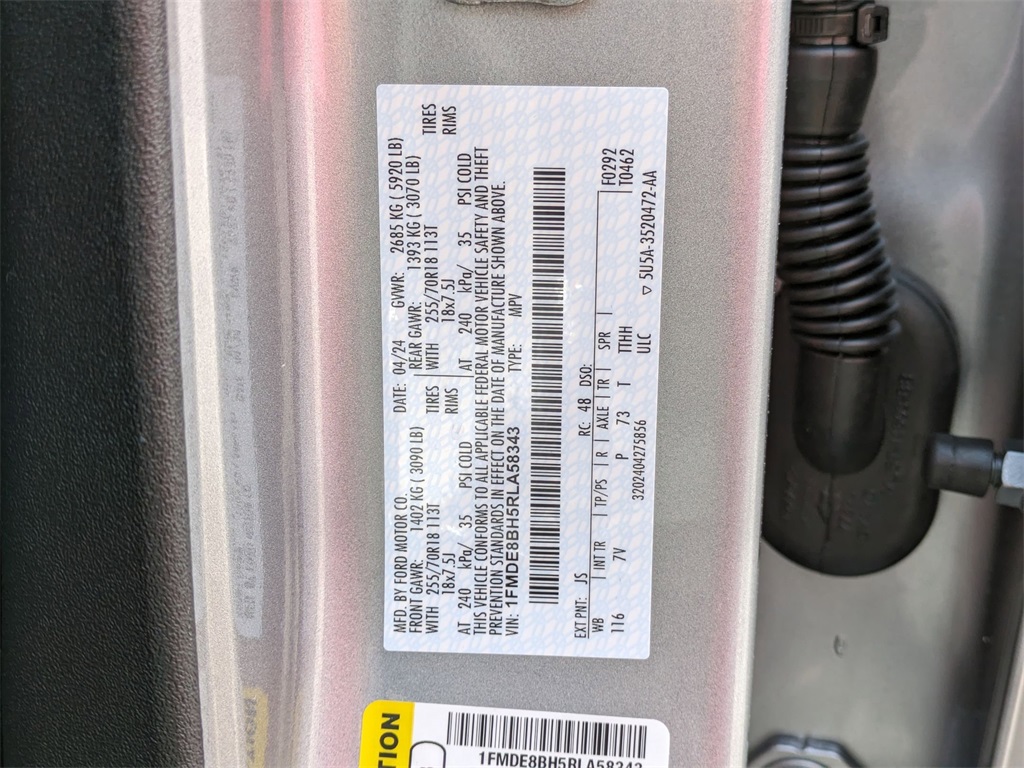 MFD. BY FORD MOTOR CO. DATE: 04/24 GVWR: 2685 KG ( 5920 LB)
FRONT GAWR: 1402 KG ( 3090 LB) REAR GAWR: 1393 KG ( 3070 LB)
WITH 255/70R18 113T TIRES WITH 255/70R18 113T TIRES
18x7.5J RIMS 18x7.5J RIMS
AT 240 kPa/ 35 PSI COLD AT 240 kPa/ 35 PSI COLD
THIS VEHICLE CONFORMS TO ALL APPLICABLE FEDERAL MOTOR VEHICLE SAFETY AND THEFT
PREVENTION STANDARDS IN EFFECT ON THE DATE OF MANUFACTURE SHOWN ABOVE.
VIN: 1FMDE8BH5RLA58343 TYPE: MPV
EXT PNT: JS RC: 48 DSO: F0292
WB INT TR TP/PS R AXLE TR SPR T0462
116 7V P 73 T TTHH
ULC
3202404275856 ▽ 5U5A-3520472-AA
TION
1FMDE8BH5RLA58343